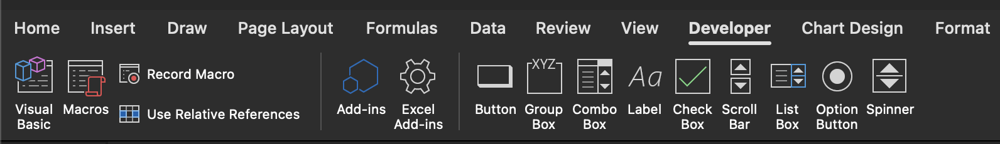 Home Insert Draw Page Layout Formulas Data Review View Developer Chart Design Format
Visual Basic
Macros
Record Macro
Use Relative References
Add-ins
Excel Add-ins
Button
XYZ
Group Box
Combo Box
Aa
Label
Check Box
Scroll Bar
List Box
Option Button
Spinner